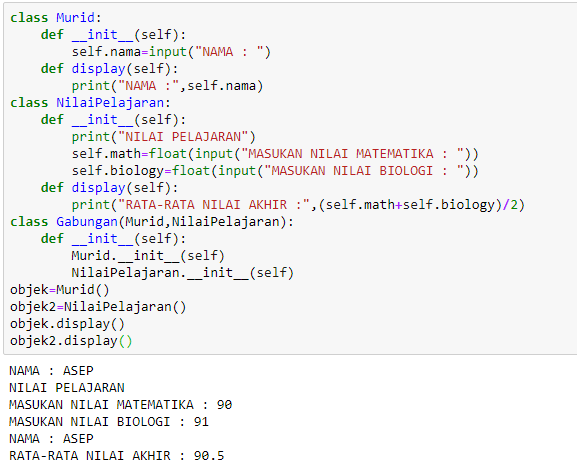 class Murid:
    def __init__(self):
        self.nama=input("NAMA : ")
    def display(self):
        print("NAMA :",self.nama)
class NilaiPelajaran:
    def __init__(self):
        print("NILAI PELAJARAN")
        self.math=float(input("MASUKAN NILAI MATEMATIKA : "))
        self.biology=float(input("MASUKAN NILAI BIOLOGI : "))
    def display(self):
        print("RATA-RATA NILAI AKHIR :",(self.math+self.biology)/2)
class Gabungan(Murid,NilaiPelajaran):
    def __init__(self):
        Murid.__init__(self)
        NilaiPelajaran.__init__(self)
objek=Murid()
objek2=NilaiPelajaran()
objek.display()
objek2.display()
NAMA : ASEP
NILAI PELAJARAN
MASUKAN NILAI MATEMATIKA : 90
MASUKAN NILAI BIOLOGI : 91
NAMA : ASEP
RATA-RATA NILAI AKHIR : 90.5